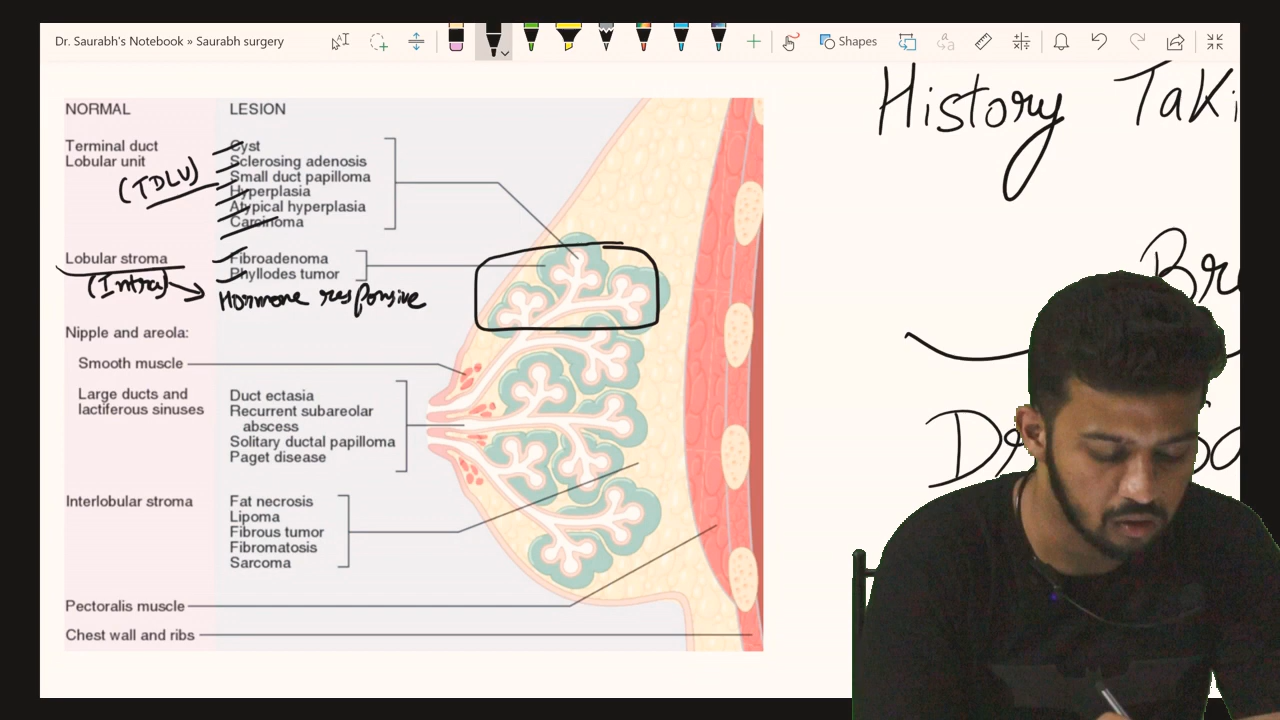 Dr. Saurabh's Notebook » Saurabh surgery
Shapes
History Taki
Bre
NORMAL
LESION
Terminal duct
Lobular unit
(TDLU)
Cyst
Sclerosing adenosis
Small duct papilloma
Hyperplasia
Atypical hyperplasia
Carcinoma
Lobular stroma
(Intra)
Fibroadenoma
Phyllodes tumor
Hormone responsive
Nipple and areola:
Smooth muscle
Large ducts and
lactiferous sinuses
Duct ectasia
Recurrent subareolar
abscess
Solitary ductal papilloma
Paget disease
Interlobular stroma
Fat necrosis
Lipoma
Fibrous tumor
Fibromatosis
Sarcoma
Pectoralis muscle
Chest wall and ribs